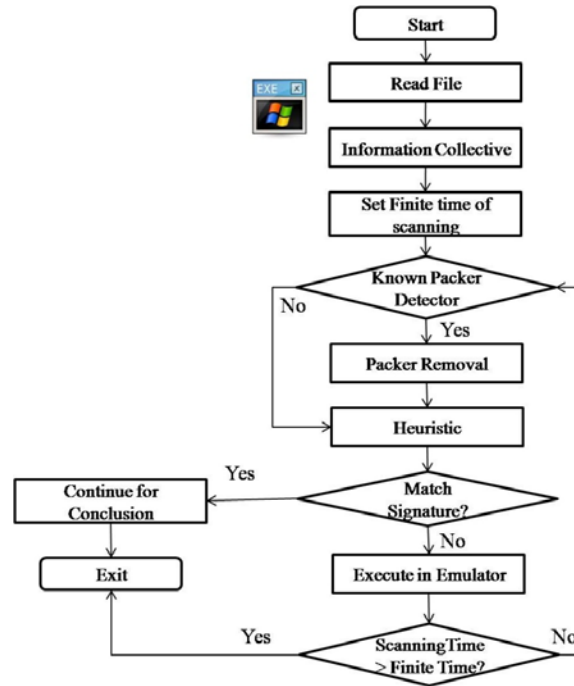 Start
EXE
Read File
Information Collective
Set Finite time of
scanning
Known Packer
Detector
No
Yes
Packer Removal
Heuristic
Yes
Continue for
Conclusion
Match
Signature?
No
Exit
Execute in Emulator
Yes
No
ScanningTime
> Finite Time?